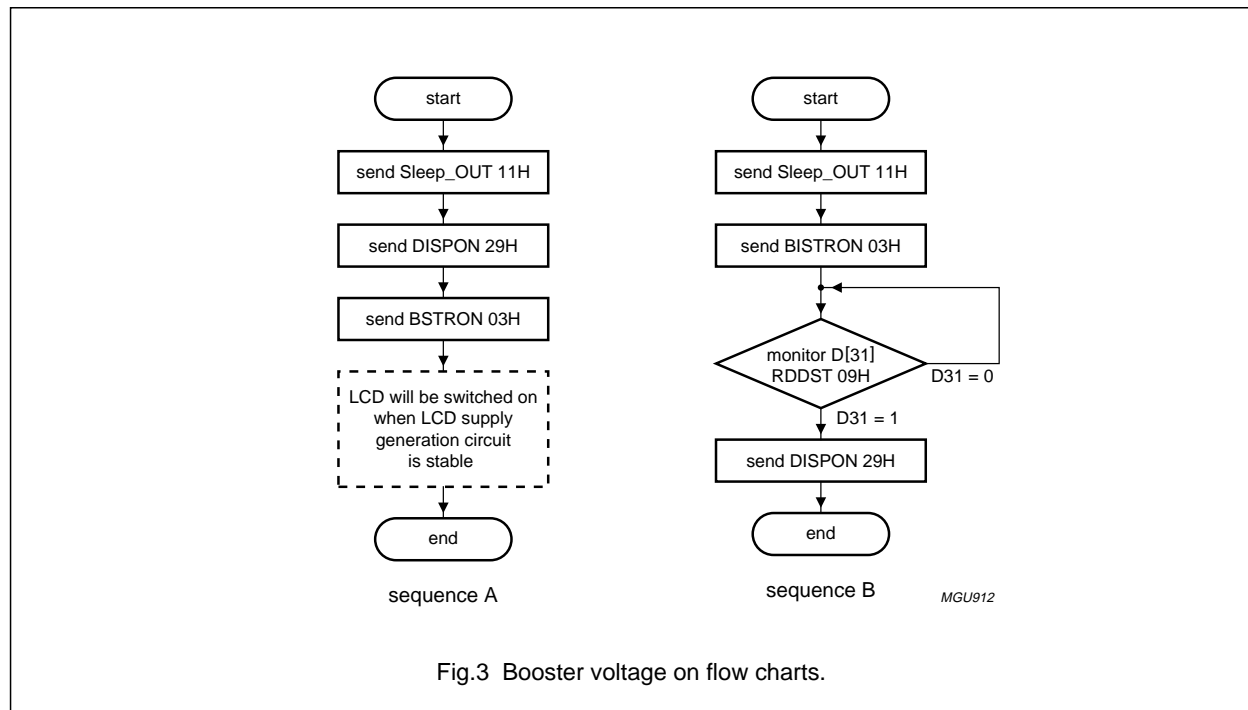 start
send Sleep_OUT 11H
send DISPON 29H
send BSTRON 03H
LCD will be switched on
when LCD supply
generation circuit
is stable
end
sequence A
start
send Sleep_OUT 11H
send BISTRON 03H
monitor D[31]
RDDST 09H
D31 = 0
D31 = 1
send DISPON 29H
end
sequence B
MGU912
Fig.3 Booster voltage on flow charts.